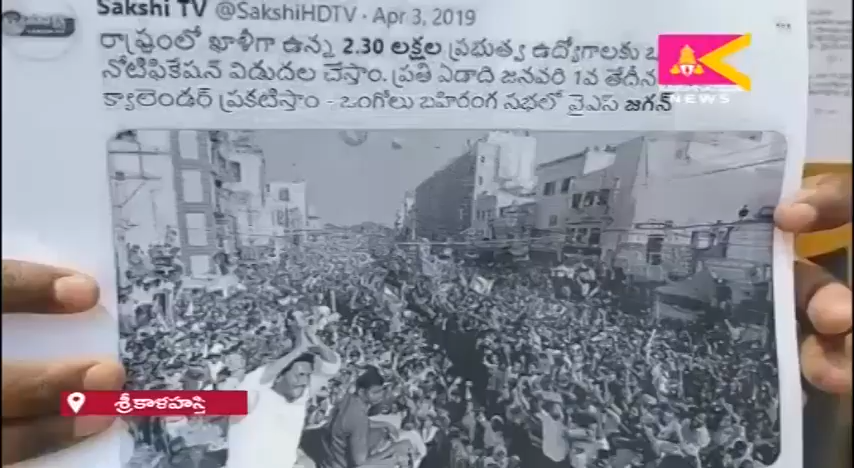 Sakshi TV @SakshiHDTV · Apr 3, 2019
రాష్ట్రంలో ఖాళీగా ఉన్న 2.30 లక్షల ప్రభుత్వ ఉద్యోగాలకు ఒ
నోటిఫికేషన్ విడుదల చేస్తాం. ప్రతి ఏడాది జనవరి 1వ తేదీన
క్యాలెండర్ ప్రకటిస్తాం - ఒంగోలు బహిరంగ సభలో వైఎస్ జగన్
NEWS
శ్రీకాళహస్తి